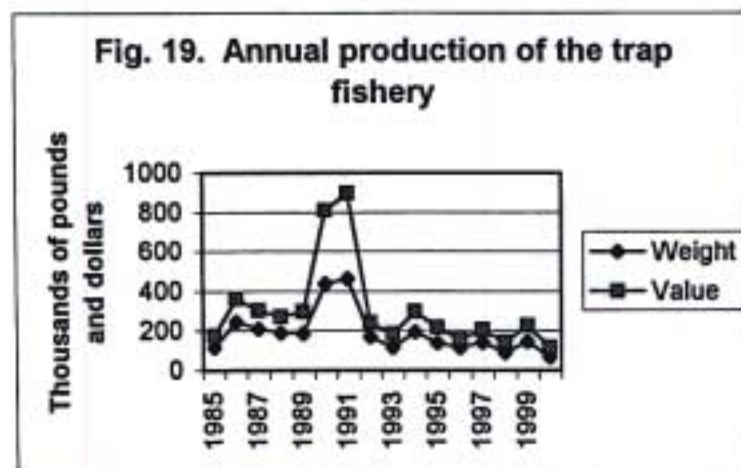 Fig. 19. Annual production of the trap
fishery
Thousands of pounds
and dollars
1000
800
600
400
200
0
1985
1987
1989
1991
1993
1995
1997
1999
Weight
Value